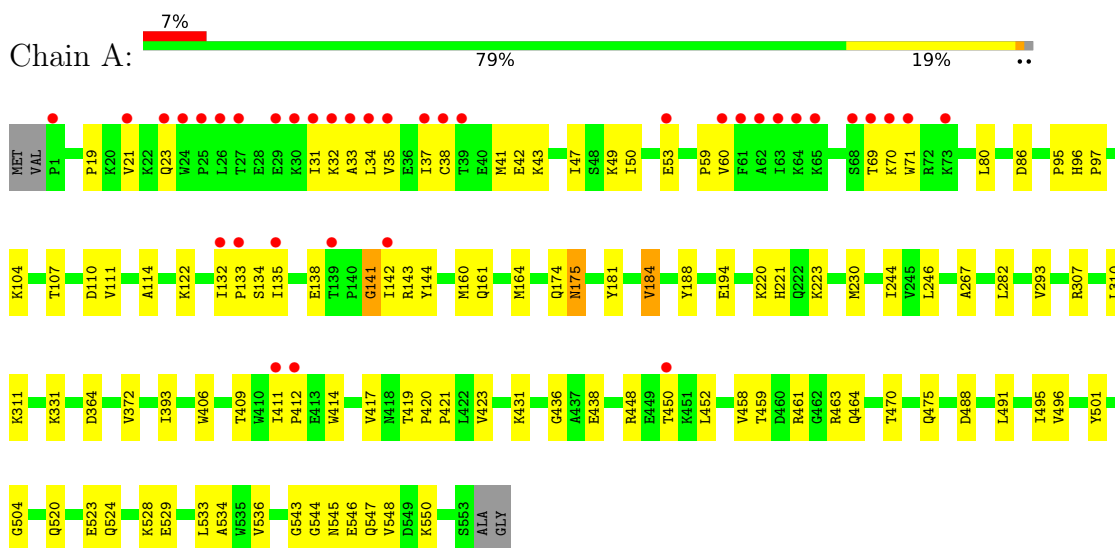 7%
Chain A:
79% 19% ••
MET VAL P1 P19 K20 V21 K22 Q23 W24 P25 L26 T27 E28 E29 K30 I31 K32 A33 L34 V35 E36 I37 C38 T39 E40 M41 E42 K43 I47 S48 K49 I50 E53 P59 V60 F61 A62 I63 K64 K65 S68 T69 K70 W71 R72 K73 L80 D86 P95 H96 P97
K104 T107 D110 V111 A114 K122 I132 P133 S134 I135 E138 T139 P140 G141 I142 R143 Y144 M160 Q161 M164 Q174 N175 Y181 V184 Y188 E194 K220 H221 Q222 K223 M230 I244 V245 L246 A267 L282 V293 R307 L310
K311 K331 D364 V372 I393 W406 T409 W410 I411 P412 E413 W414 V417 N418 T419 P420 P421 L422 V423 K431 G436 A437 E438 R448 E449 T450 K451 L452 V458 T459 D460 R461 G462 R463 Q464 T470 Q475 D488 L491 I495 V496 Y501
G504 Q520 E523 Q524 K528 E529 L533 A534 W535 V536 G543 G544 N545 E546 Q547 V548 D549 K550 S553 ALA GLY